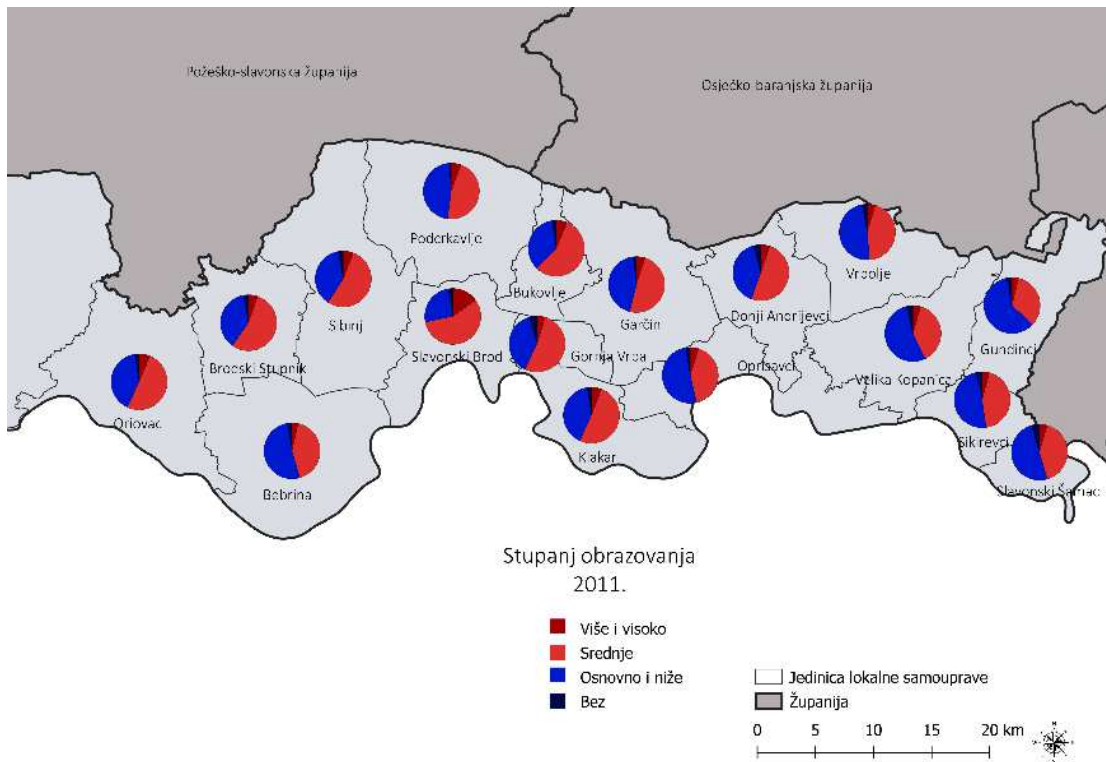 Požeško-slavonska županija
Osječko-baranjska županija
Podcrkavlje
Vrpolje
Bukovlje
Sibinj
Garčin
Donji Andrijevci
Slavonski Brod
Gornja Vrba
Oprisavci
Gundinci
Brodski Stupnik
Velika Kopanica
Oriovac
Klakar
Sikirevci
Bebrina
Slavonski Šamac
Stupanj obrazovanja
2011.
Više i visoko
Srednje
Osnovno i niže
Bez
Jedinica lokalne samouprave
Županija
0 5 10 15 20 km